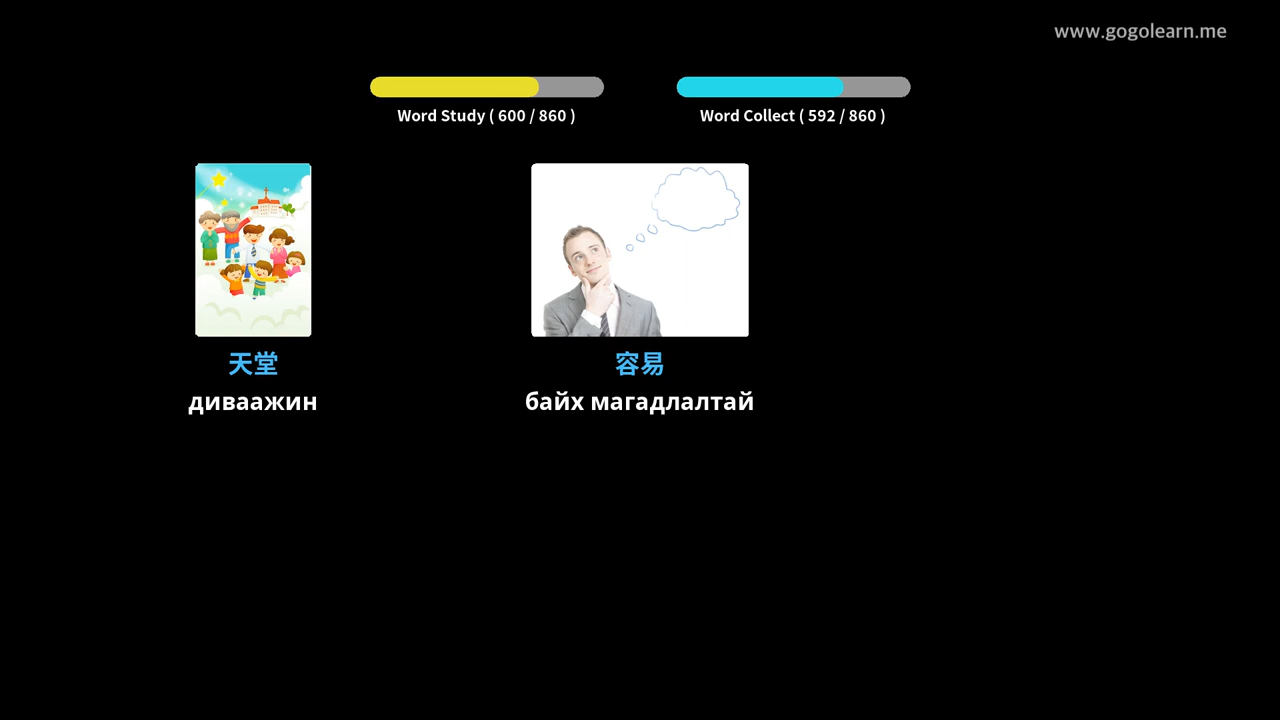 www.gogolearn.me
Word Study ( 600 / 860 )
Word Collect ( 592 / 860 )
天堂
диваажин
容易
байх магадлалтай